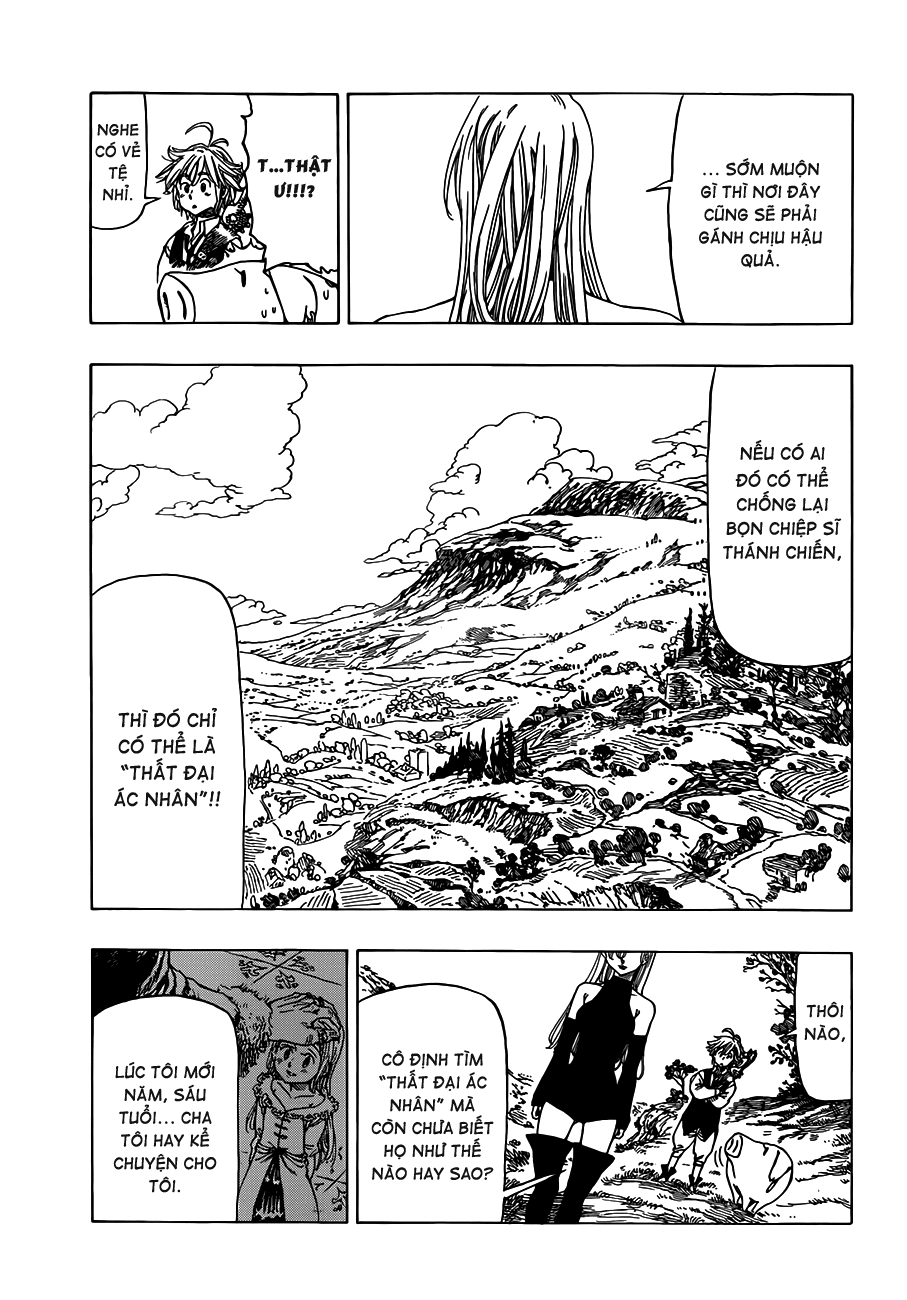 ... SỚM MUỘN
GÌ THÌ NƠI ĐÂY
CŨNG SẼ PHẢI
GÁNH CHỊU HẬU
QUẢ.
T...THẬT
Ư!!!?
NGHE
CÓ VẺ
TỆ
NHỈ.
NẾU CÓ AI
ĐÓ CÓ THỂ
CHỐNG LẠI
BỌN CHIỆP SĨ
THÁNH CHIẾN,
THÌ ĐÓ CHỈ
CÓ THỂ LÀ
"THẤT ĐẠI
ÁC NHÂN"!!
THÔI
NÀO,
CÔ ĐỊNH TÌM
"THẤT ĐẠI ÁC
NHÂN" MÀ
CÒN CHƯA BIẾT
HỌ NHƯ THẾ
NÀO HAY SAO?
LÚC TÔI MỚI
NĂM, SÁU
TUỔI... CHA
TÔI HAY KỂ
CHUYỆN CHO
TÔI.